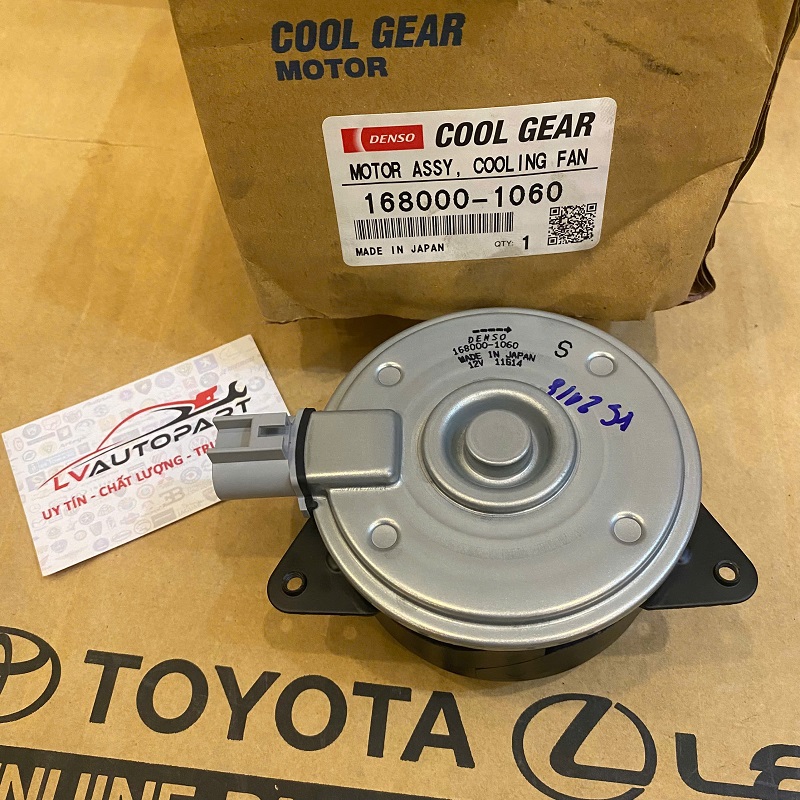 COOL GEAR
MOTOR
DENSO COOL GEAR
MOTOR ASSY, COOLING FAN
168000-1060
MADE IN JAPAN QTY: 1
DENSO
168000-1060
MADE IN JAPAN
12V 11614
S
LVAUTOPART
UY TÍN - CHẤT LƯỢNG -
TOYOTA